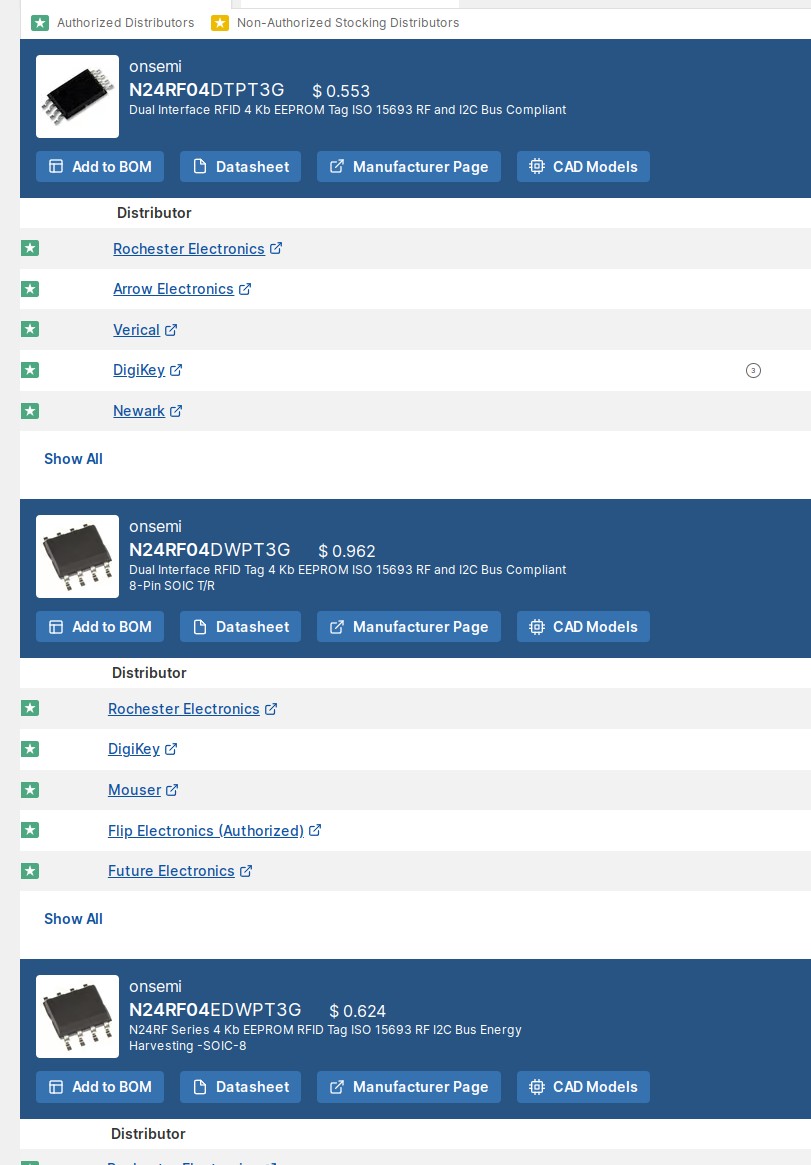 Authorized Distributors Non-Authorized Stocking Distributors
onsemi
N24RF04DTPT3G $ 0.553
Dual Interface RFID 4 Kb EEPROM Tag ISO 15693 RF and I2C Bus Compliant
Add to BOM Datasheet Manufacturer Page CAD Models
Distributor
Rochester Electronics
Arrow Electronics
Verical
DigiKey 3
Newark
Show All
onsemi
N24RF04DWPT3G $ 0.962
Dual Interface RFID Tag 4 Kb EEPROM ISO 15693 RF and I2C Bus Compliant
8-Pin SOIC T/R
Add to BOM Datasheet Manufacturer Page CAD Models
Distributor
Rochester Electronics
DigiKey
Mouser
Flip Electronics (Authorized)
Future Electronics
Show All
onsemi
N24RF04EDWPT3G $ 0.624
N24RF Series 4 Kb EEPROM RFID Tag ISO 15693 RF I2C Bus Energy
Harvesting -SOIC-8
Add to BOM Datasheet Manufacturer Page CAD Models
Distributor